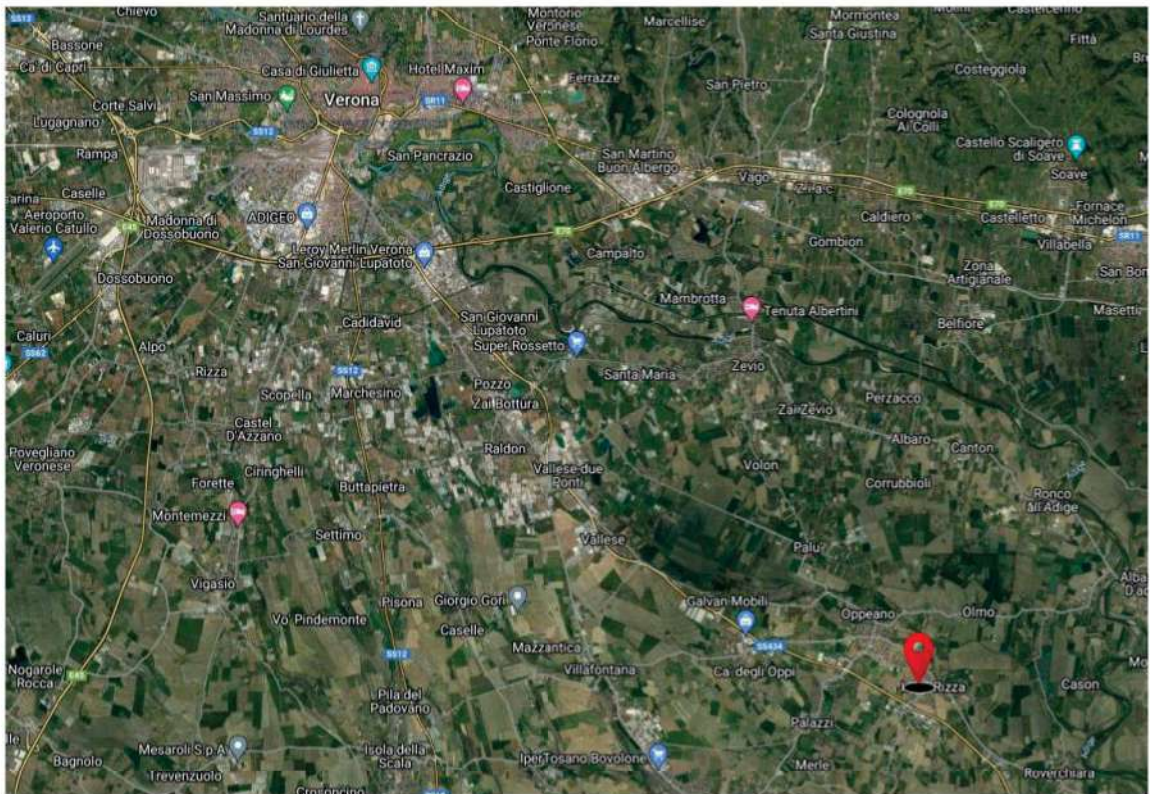 SS12
Chievo
Santuario della
Madonna di Lourdes
Montorio
Veronese
Ponte Florio
Marcellise
Mormontea
Santa Giustina
Fittà
Bassone
Ca' di Capri
Casa di Giulietta
Hotel Maxim
Ferrazze
San Pietro
Costeggiola
Corte Salvi
San Massimo
Verona
SR11
Colognola
Ai Colli
Lugagnano
SS12
Rampa
San Pancrazio
San Martino
Buon Albergo
Castello Scaligero
di Soave
Adige
Castiglione
Vago
Z.i.a.c.
E70
Soave
Caselle
Aeroporto
Valerio Catullo
Madonna di
Dossobuono
E45
ADIGEO
E70
Caldiero
Castelletto
E70
Fornace
Michelon
SR11
Leroy Merlin Verona
San Giovanni Lupatoto
Campalto
Gombion
Villabella
Dossobuono
Zona
Artigianale
San Bon
Mambrotta
Tenuta Albertini
Masetti
Caluri
SS62
Cadidavid
San Giovanni
Lupatoto
Super Rossetto
Belfiore
Alpo
Rizza
SS12
Santa Maria
Zevio
Scopella
Marchesino
Pozzo
Zai Bottura
Perzacco
Zai Zevio
Castel
D'Azzano
Albaro
Canton
Povegliano
Veronese
Raldon
Ciringhelli
Vallese-due
Ponti
Volon
Adige
Forette
Buttapietra
Corrubbioli
Ronco
all'Adige
Montemezzi
Settimo
Vallese
Palù
Vigasio
Pisona
Giorgio Gori
Galvan Mobili
Oppeano
Olmo
Vo' Pindemonte
Caselle
Mazzantica
SS434
Nogarole
Rocca
E45
SS12
Villafontana
Ca' degli Oppi
Rizza
Cason
Pila del
Padovano
Palazzi
Mesaroli S.p.A
Isola della
Scala
IperTosano Bovolone
Adige
Bagnolo
Trevenzuolo
Merle
Roverchiara